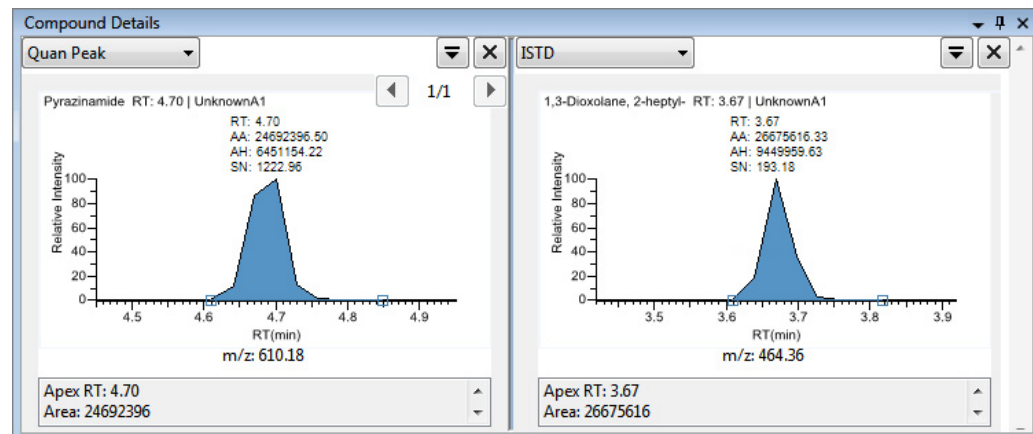 Compound Details
Quan Peak
1/1
Pyrazinamide RT: 4.70 | UnknownA1
RT: 4.70
AA: 24692396.50
AH: 6451154.22
SN: 1222.96
Relative Intensity
100
80
60
40
20
0
4.5 4.6 4.7 4.8 4.9
RT(min)
m/z: 610.18
Apex RT: 4.70
Area: 24692396
ISTD
1,3-Dioxolane, 2-heptyl- RT: 3.67 | UnknownA1
RT: 3.67
AA: 26675616.33
AH: 9449959.63
SN: 193.18
Relative Intensity
100
80
60
40
20
0
3.5 3.6 3.7 3.8 3.9
RT(min)
m/z: 464.36
Apex RT: 3.67
Area: 26675616